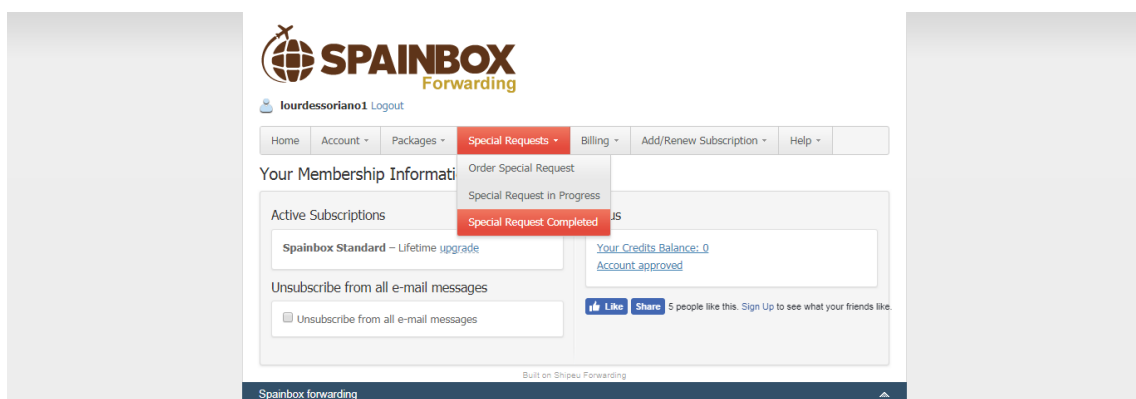 SPAINBOX
Forwarding
lourdessoriano1 Logout
Home Account Packages Special Requests Billing Add/Renew Subscription Help
Order Special Request
Special Request in Progress
Special Request Completed
Your Membership Informati
Active Subscriptions
us
Spainbox Standard – Lifetime upgrade
Your Credits Balance: 0
Account approved
Unsubscribe from all e-mail messages
Like Share 5 people like this. Sign Up to see what your friends like.
Unsubscribe from all e-mail messages
Built on Shipeu Forwarding
Spainbox forwarding